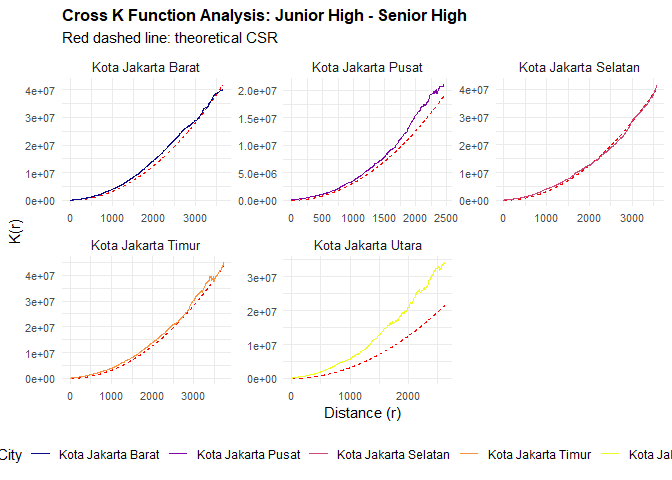 Cross K Function Analysis: Junior High - Senior High
Red dashed line: theoretical CSR
Kota Jakarta Barat Kota Jakarta Pusat Kota Jakarta Selatan
4e+07 2.0e+07 4e+07
3e+07 1.5e+07 3e+07
2e+07 1.0e+07 2e+07
1e+07 5.0e+06 1e+07
0e+00 0.0e+00 0e+00
0 1000 2000 3000 0 500 1000 1500 2000 2500 0 1000 2000 3000
K(r)
Kota Jakarta Timur Kota Jakarta Utara
4e+07 3e+07
3e+07 2e+07
2e+07 1e+07
1e+07 0e+00
0e+00
0 1000 2000 3000 0 1000 2000
Distance (r)
City Kota Jakarta Barat Kota Jakarta Pusat Kota Jakarta Selatan Kota Jakarta Timur Kota Jal